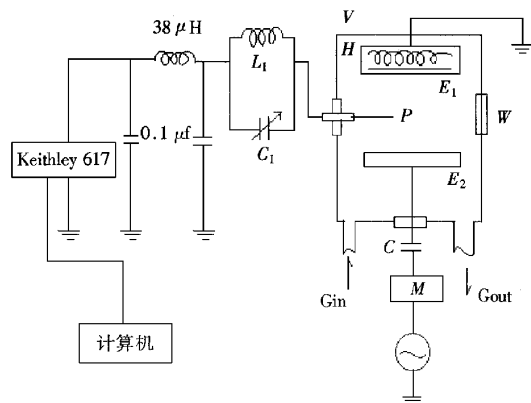 38 μH
V
L1
H
E1
P
W
0.1 μf
C1
Keithley 617
E2
C
Gin
M
Gout
计算机